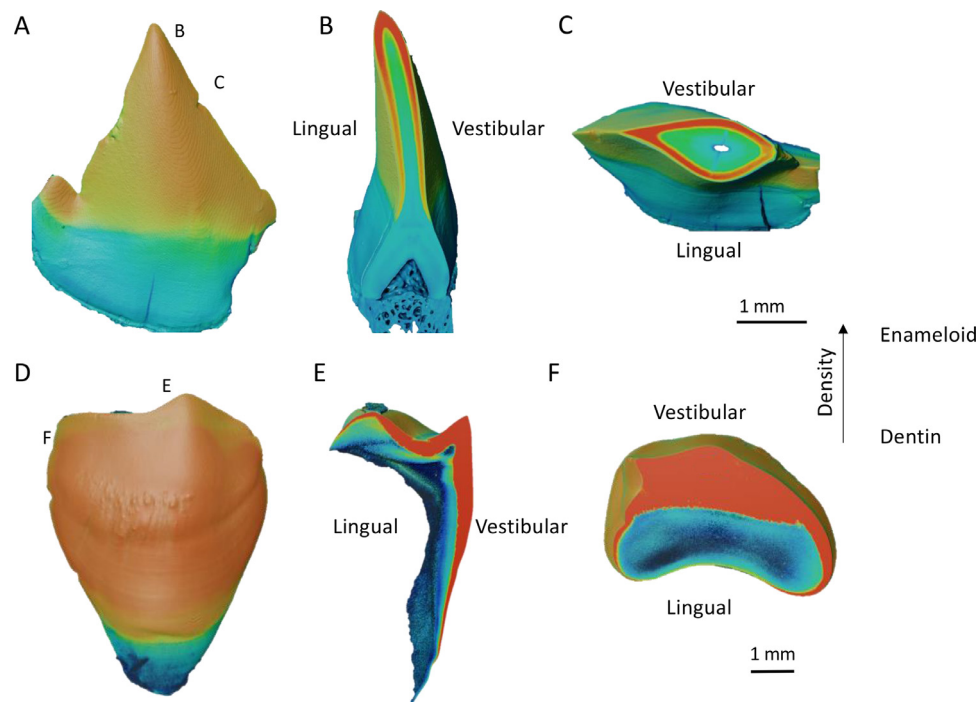 A
B
C
B
Lingual
Vestibular
C
Vestibular
Lingual
1 mm
Density
Enameloid
Dentin
D
E
F
E
Lingual
Vestibular
F
Vestibular
Lingual
1 mm